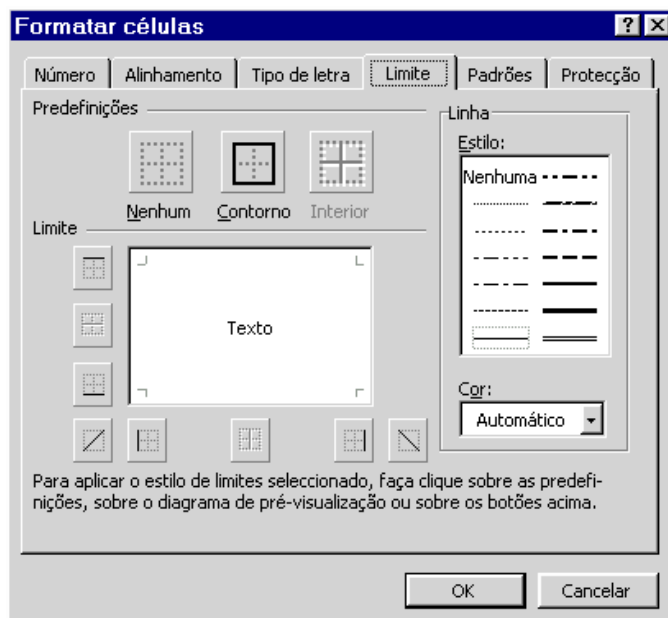 Formatar células
Número Alinhamento Tipo de letra Limite Padrões Protecção
Predefinições
Nenhum Contorno Interior
Limite
Texto
Linha
Estilo:
Nenhuma
Cor:
Automático
Para aplicar o estilo de limites seleccionado, faça clique sobre as predefi-
nições, sobre o diagrama de pré-visualização ou sobre os botões acima.
OK Cancelar